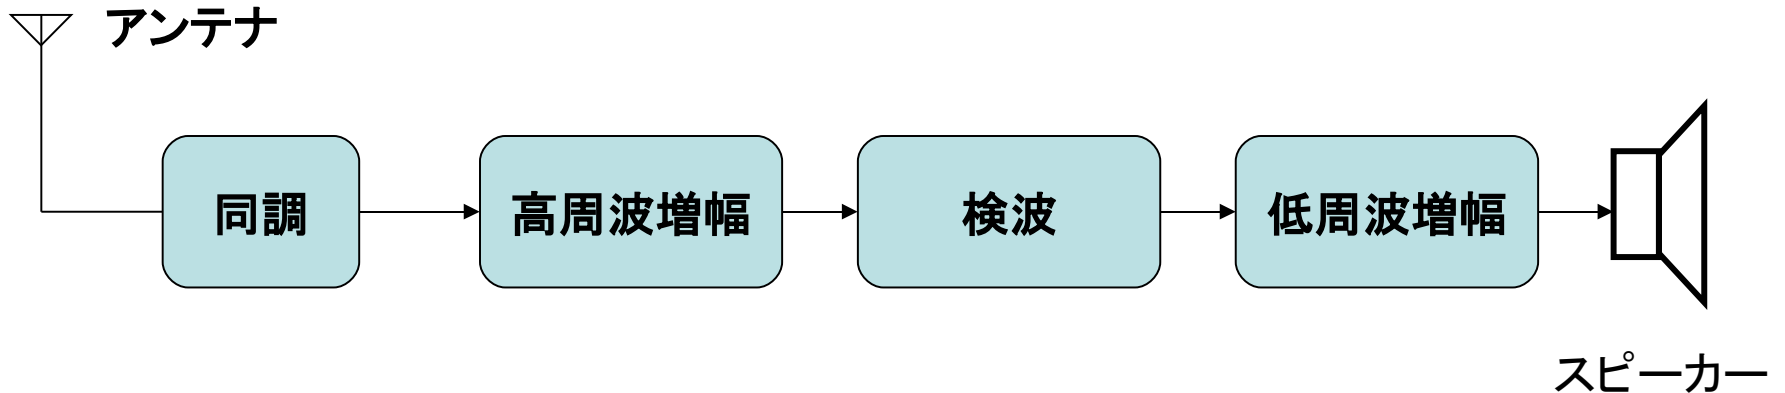 アンテナ
同調
高周波増幅
検波
低周波増幅
スピーカー